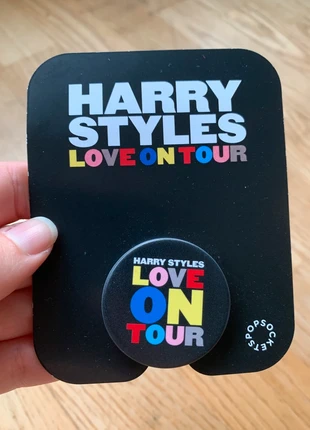 HARRY
STYLES
LOVE ON TOUR
HARRY STYLES
LOVE
ON
TOUR
POPSOCKETS